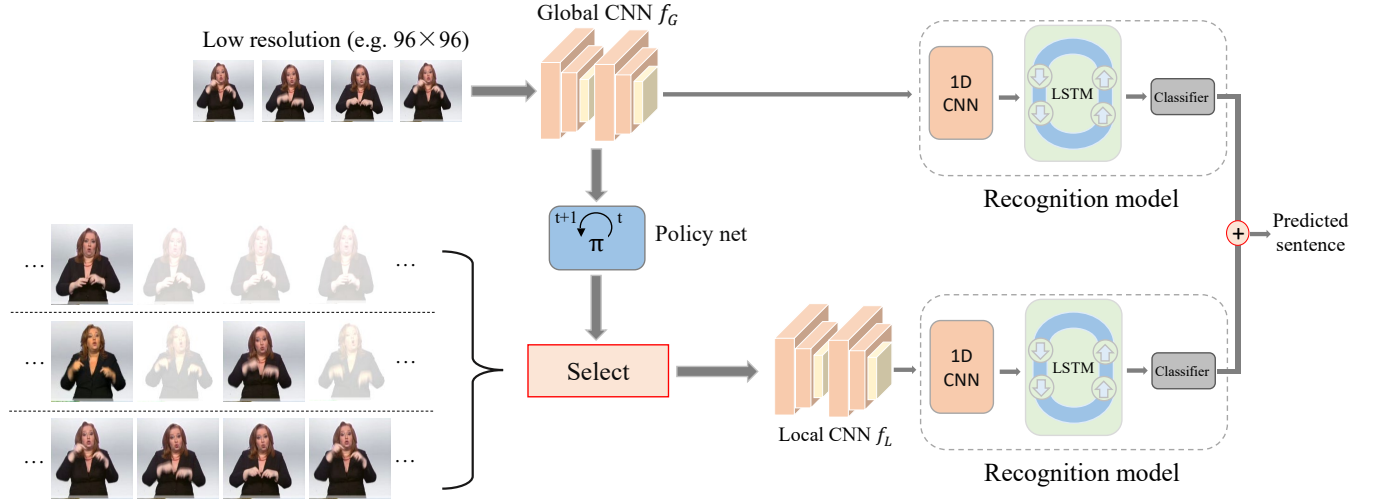 Global CNN f_G
Low resolution (e.g. 96×96)
1D
CNN
LSTM
Classifier
Recognition model
t+1
t
π
Policy net
+
Predicted
sentence
...
...
...
...
...
...
Select
1D
CNN
LSTM
Classifier
Local CNN f_L
Recognition model